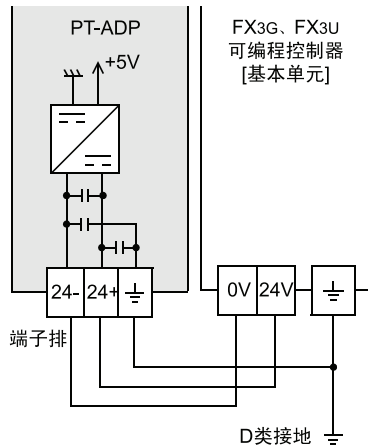 PT-ADP
+5V
FX3G、FX3U
可编程控制器
[基本单元]
24-
24+
0V
24V
端子排
D类接地